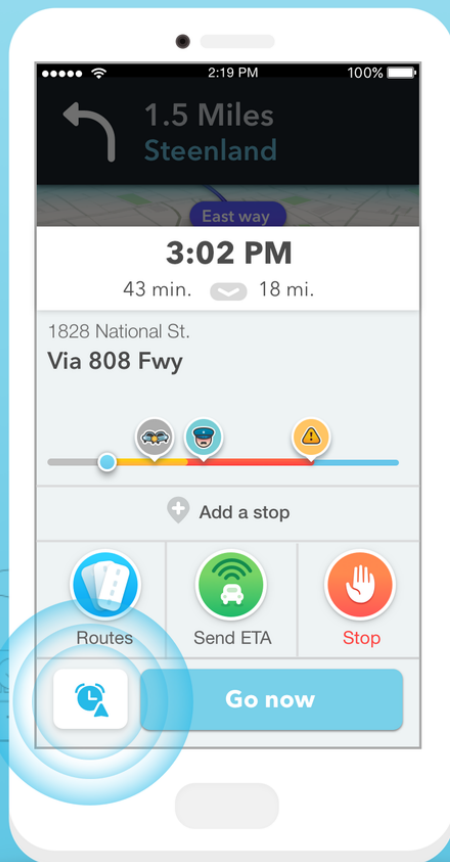 2:19 PM
100%
1.5 Miles
Steenland
East way
3:02 PM
43 min. 18 mi.
1828 National St.
Via 808 Fwy
Add a stop
Routes Send ETA Stop
Go now